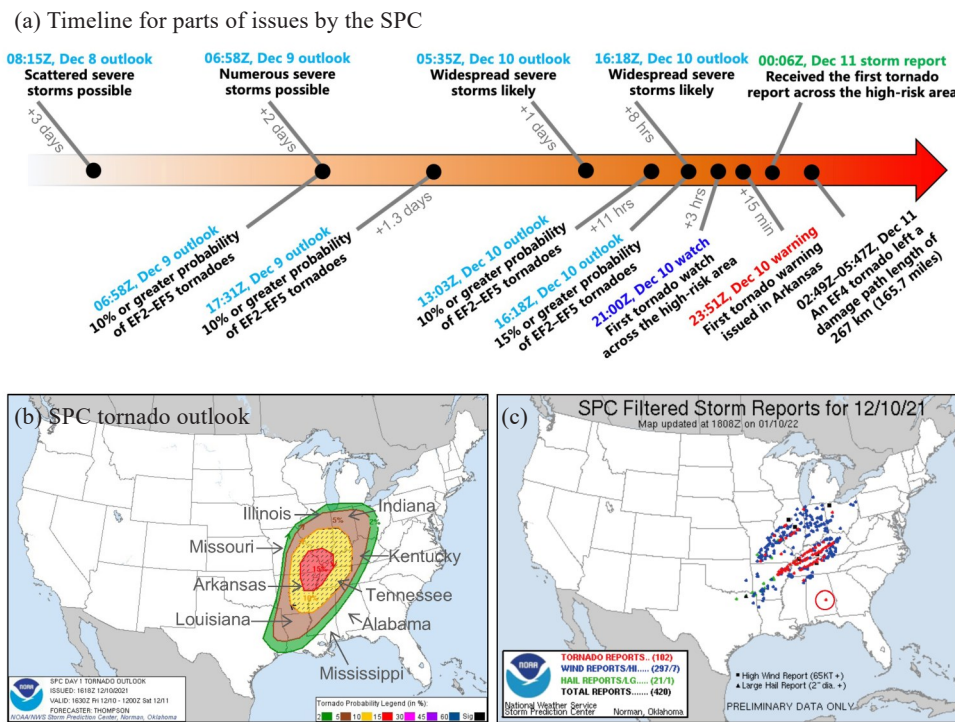 (a) Timeline for parts of issues by the SPC
08:15Z, Dec 8 outlook
Scattered severe
storms possible
06:58Z, Dec 9 outlook
Numerous severe
storms possible
05:35Z, Dec 10 outlook
Widespread severe
storms likely
16:18Z, Dec 10 outlook
Widespread severe
storms likely
00:06Z, Dec 11 storm report
Received the first tornado
report across the high-risk area
+3 days
+2 days
+1 days
+8 hrs
+1.3 days
+11 hrs
+3 hrs
+15 min
06:58Z, Dec 9 outlook
10% or greater probability
of EF2–EF5 tornadoes
17:31Z, Dec 9 outlook
10% or greater probability
of EF2–EF5 tornadoes
13:03Z, Dec 10 outlook
10% or greater probability
of EF2–EF5 tornadoes
16:18Z, Dec 10 outlook
15% or greater probability
of EF2–EF5 tornadoes
21:00Z, Dec 10 watch
First tornado watch
across the high-risk area
23:51Z, Dec 10 warning
First tornado warning
issued in Arkansas
02:49Z–05:47Z, Dec 11
An EF4 tornado left a
damage path length of
267 km (165.7 miles)
(b) SPC tornado outlook
Illinois
Indiana
Missouri
Kentucky
Arkansas
Tennessee
Louisiana
Alabama
Mississippi
5%
2%
15%
NOAA
SPC DAY 1 TORNADO OUTLOOK
ISSUED: 1618Z 12/10/2021
VALID: 1630Z Fri 12/10 - 1200Z Sat 12/11
FORECASTER: THOMPSON
NOAA/NWS Storm Prediction Center, Norman, Oklahoma
Tornado Probability Legend (in %):
2 5 10 15 30 45 60 Sig
(c)
SPC Filtered Storm Reports for 12/10/21
Map updated at 1808Z on 01/10/22
NOAA
TORNADO REPORTS.. (102)
WIND REPORTS/HI..... (297/7)
HAIL REPORTS/LG..... (21/1)
TOTAL REPORTS....... (420)
National Weather Service
Storm Prediction Center Norman, Oklahoma
High Wind Report (65KT +)
Large Hail Report (2" dia. +)
PRELIMINARY DATA ONLY